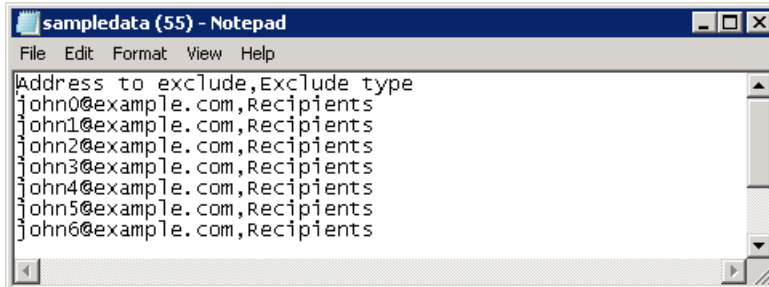 sampledata (55) - Notepad
File Edit Format View Help
Address to exclude,Exclude type
john0@example.com,Recipients
john1@example.com,Recipients
john2@example.com,Recipients
john3@example.com,Recipients
john4@example.com,Recipients
john5@example.com,Recipients
john6@example.com,Recipients